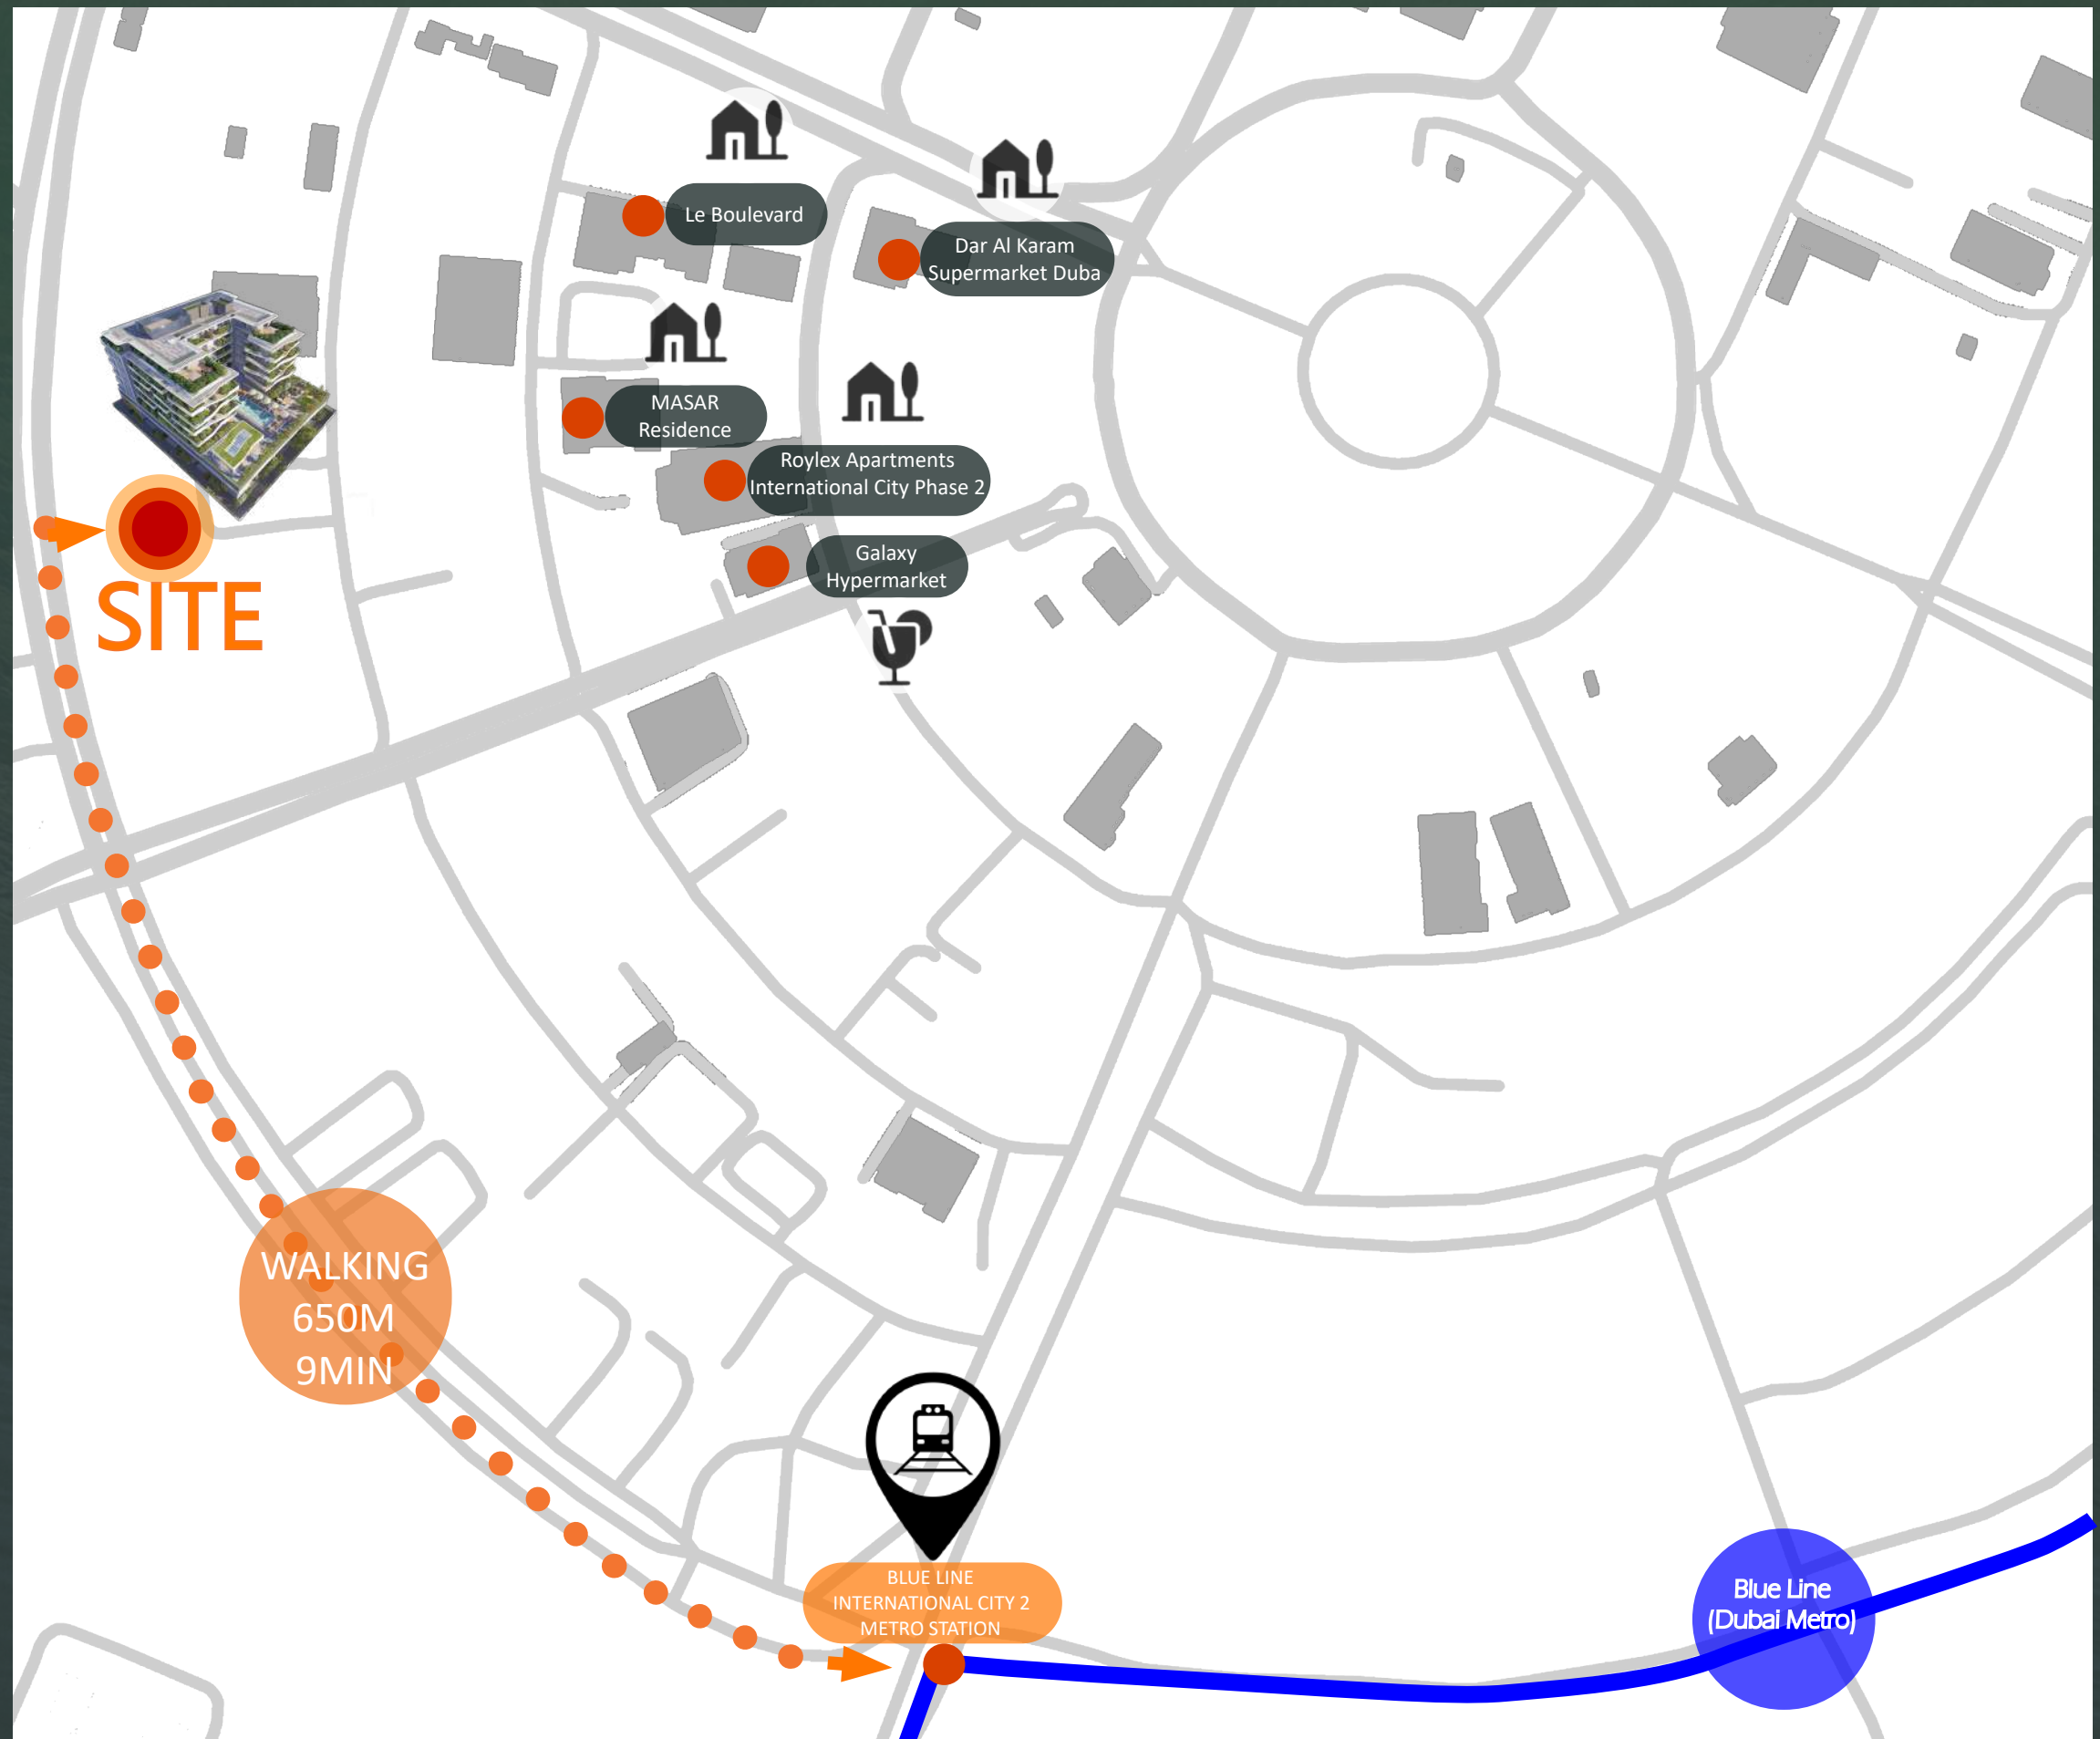 Le Boulevard
Dar Al Karam
Supermarket Duba
MASAR
Residence
Roylex Apartments
International City Phase 2
Galaxy
Hypermarket
SITE
WALKING
650M
9MIN
BLUE LINE
INTERNATIONAL CITY 2
METRO STATION
Blue Line
(Dubai Metro)